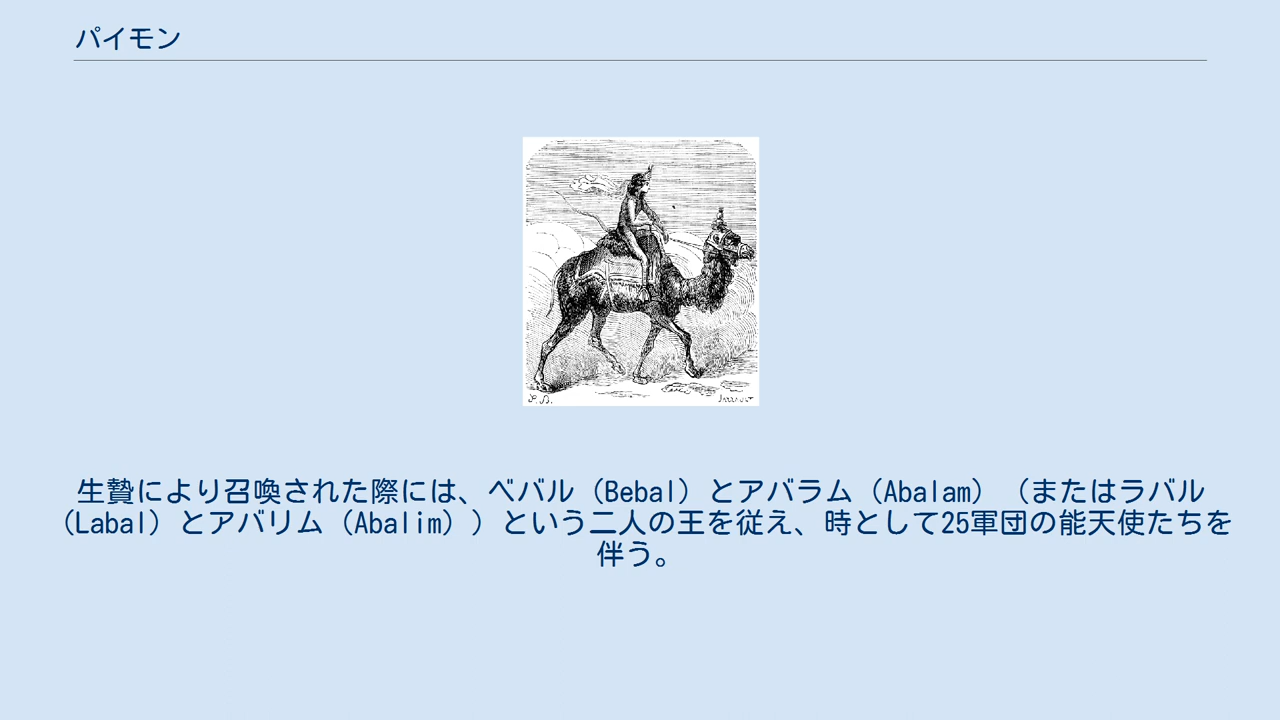 パイモン
生贄により召喚された際には、ベバル（Bebal）とアバラム（Abalam）（またはラバル
（Labal）とアバリム（Abalim））という二人の王を従え、時として25軍団の能天使たちを
伴う。